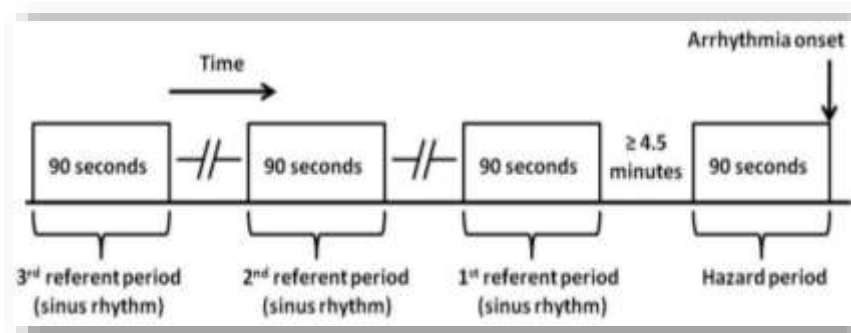 Arrhythmia onset
Time
90 seconds
90 seconds
90 seconds
≥ 4.5
minutes
90 seconds
3rd referent period
(sinus rhythm)
2nd referent period
(sinus rhythm)
1st referent period
(sinus rhythm)
Hazard period